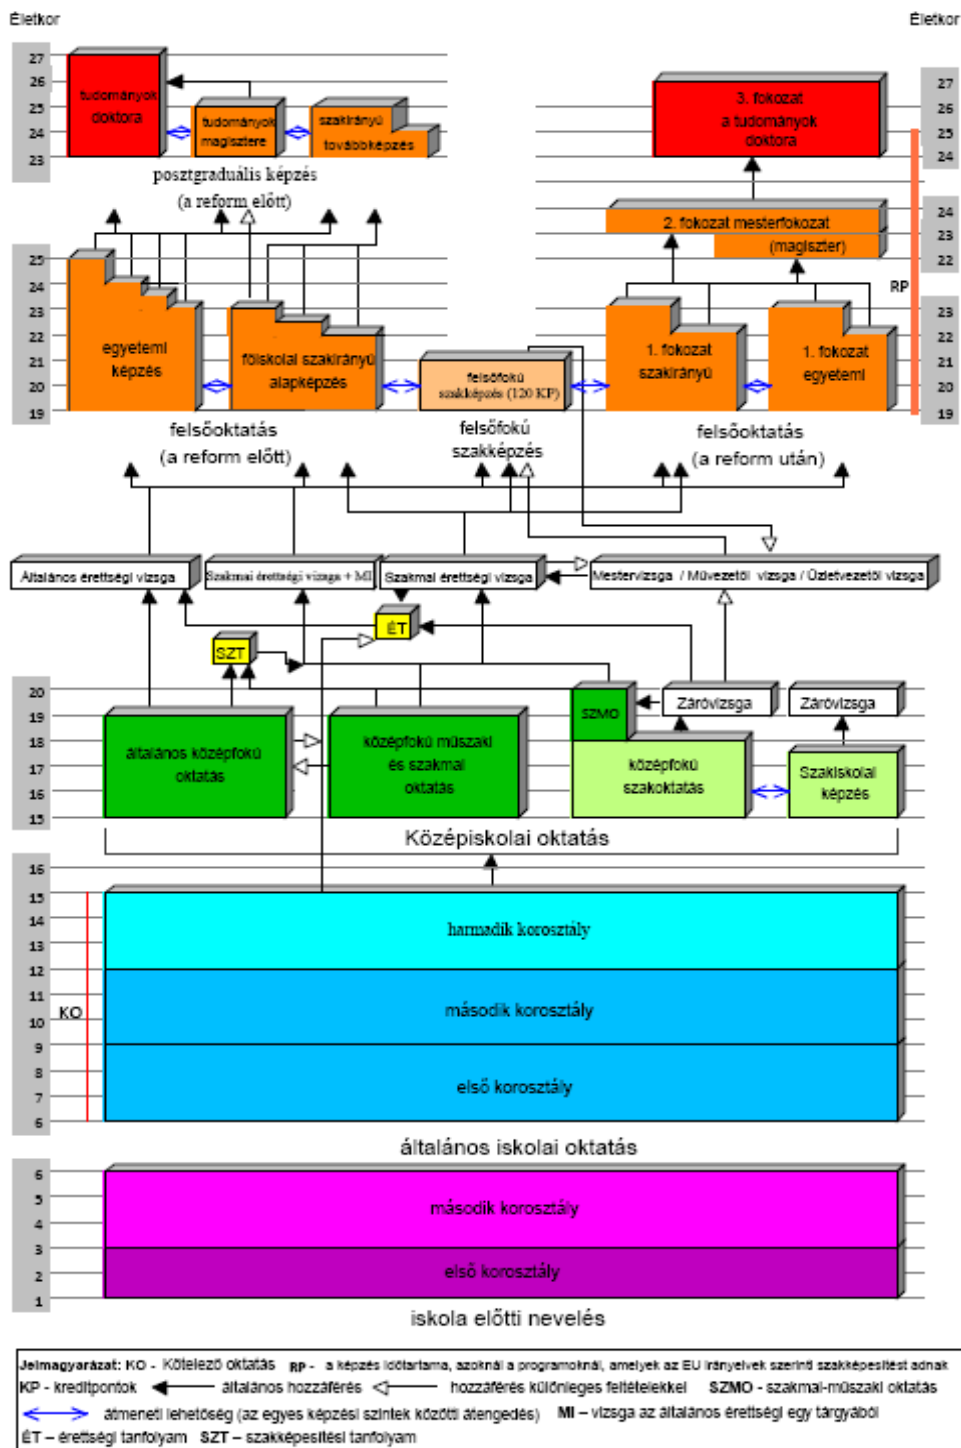 Életkor
Életkor
27
26
25
24
23
tudományok
doktora
tudományok
magisztere
szakirányú
továbbképzés
posztgraduális képzés
(a reform előtt)
27
26
25
24
3. fokozat
a tudományok
doktora
24
23
22
2. fokozat mesterfokozat
(magiszter)
RP
25
24
23
22
21
20
19
egyetemi
képzés
főiskolai szakirányú
alapképzés
felsőfokú
szakképzés (120 KP)
1. fokozat
szakirányú
1. fokozat
egyetemi
23
22
21
20
19
felsőoktatás
(a reform előtt)
felsőfokú
szakképzés
felsőoktatás
(a reform után)
Általános érettségi vizsga
Szakmai érettségi vizsga + MI
Szakmai érettségi vizsga
Mestervizsga / Művezetői vizsga / Üzletvezetői vizsga
ÉT
SZT
20
19
18
17
16
15
általános középfokú
oktatás
középfokú műszaki
és szakmai
oktatás
SZMO
Záróvizsga
Záróvizsga
középfokú
szakoktatás
Szakiskolai
képzés
Középiskolai oktatás
16
15
14
13
12
11
10
9
8
7
6
KO
harmadik korosztály
második korosztály
első korosztály
általános iskolai oktatás
6
5
4
3
2
1
második korosztály
első korosztály
iskola előtti nevelés
Jelmagyarázat: KO - Kötelező oktatás RP - a képzés időtartama, azoknál a programoknál, amelyek az EU irányelvek szerinti szakképesítést adnak
KP - kreditpontok általános hozzáférés hozzáférés különleges feltételekkel SZMO - szakmai-műszaki oktatás
átmeneti lehetőség (az egyes képzési szintek közötti átengedés) MI – vizsga az általános érettségi egy tárgyából
ÉT – érettségi tanfolyam SZT – szakképesítési tanfolyam